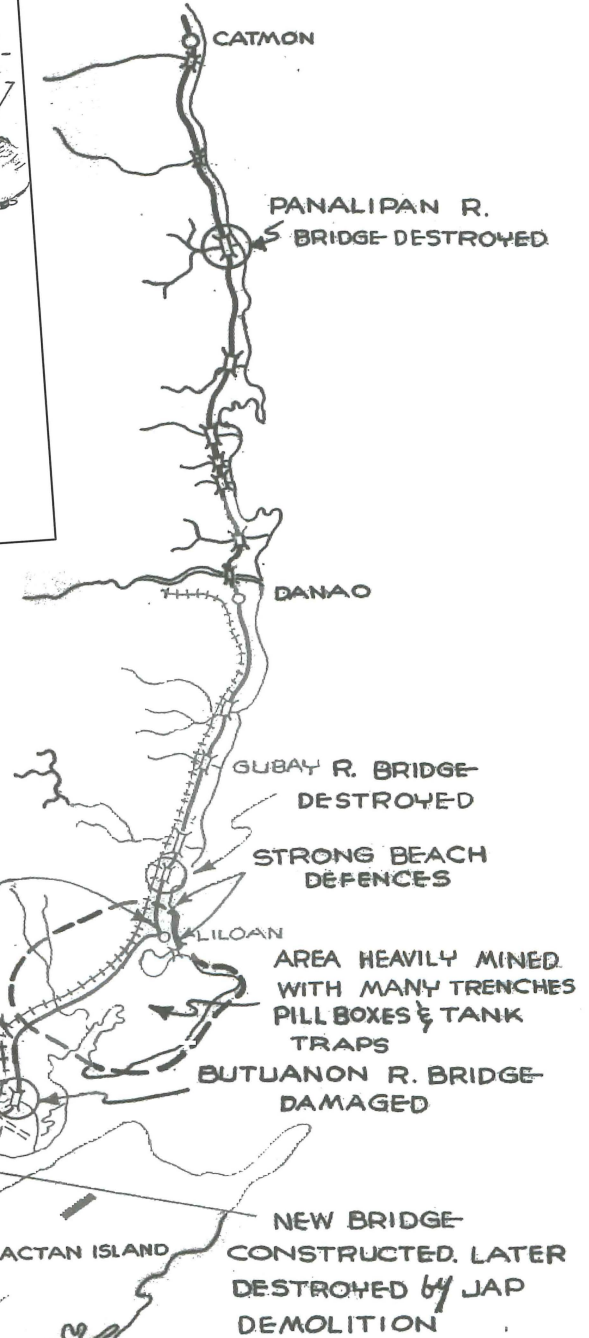 CATMON
PANALIPAN R.
BRIDGE DESTROYED
DANAO
GUBAY R. BRIDGE
DESTROYED
STRONG BEACH
DEFENCES
LILOAN
AREA HEAVILY MINED
WITH MANY TRENCHES
PILL BOXES & TANK
TRAPS
BUTUANON R. BRIDGE
DAMAGED
NEW BRIDGE
ACTAN ISLAND
CONSTRUCTED. LATER
DESTROYED by JAP
DEMOLITION